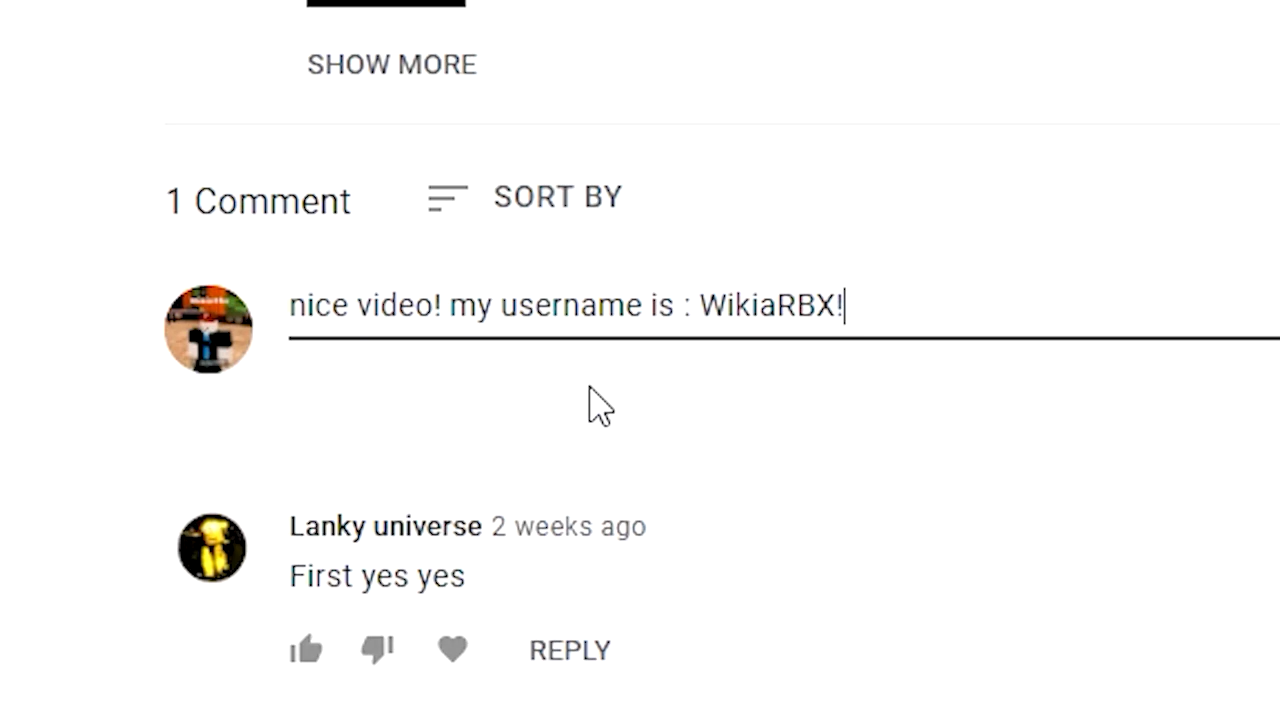 SHOW MORE
1 Comment
SORT BY
nice video! my username is : WikiaRBX!
Lanky universe 2 weeks ago
First yes yes
REPLY